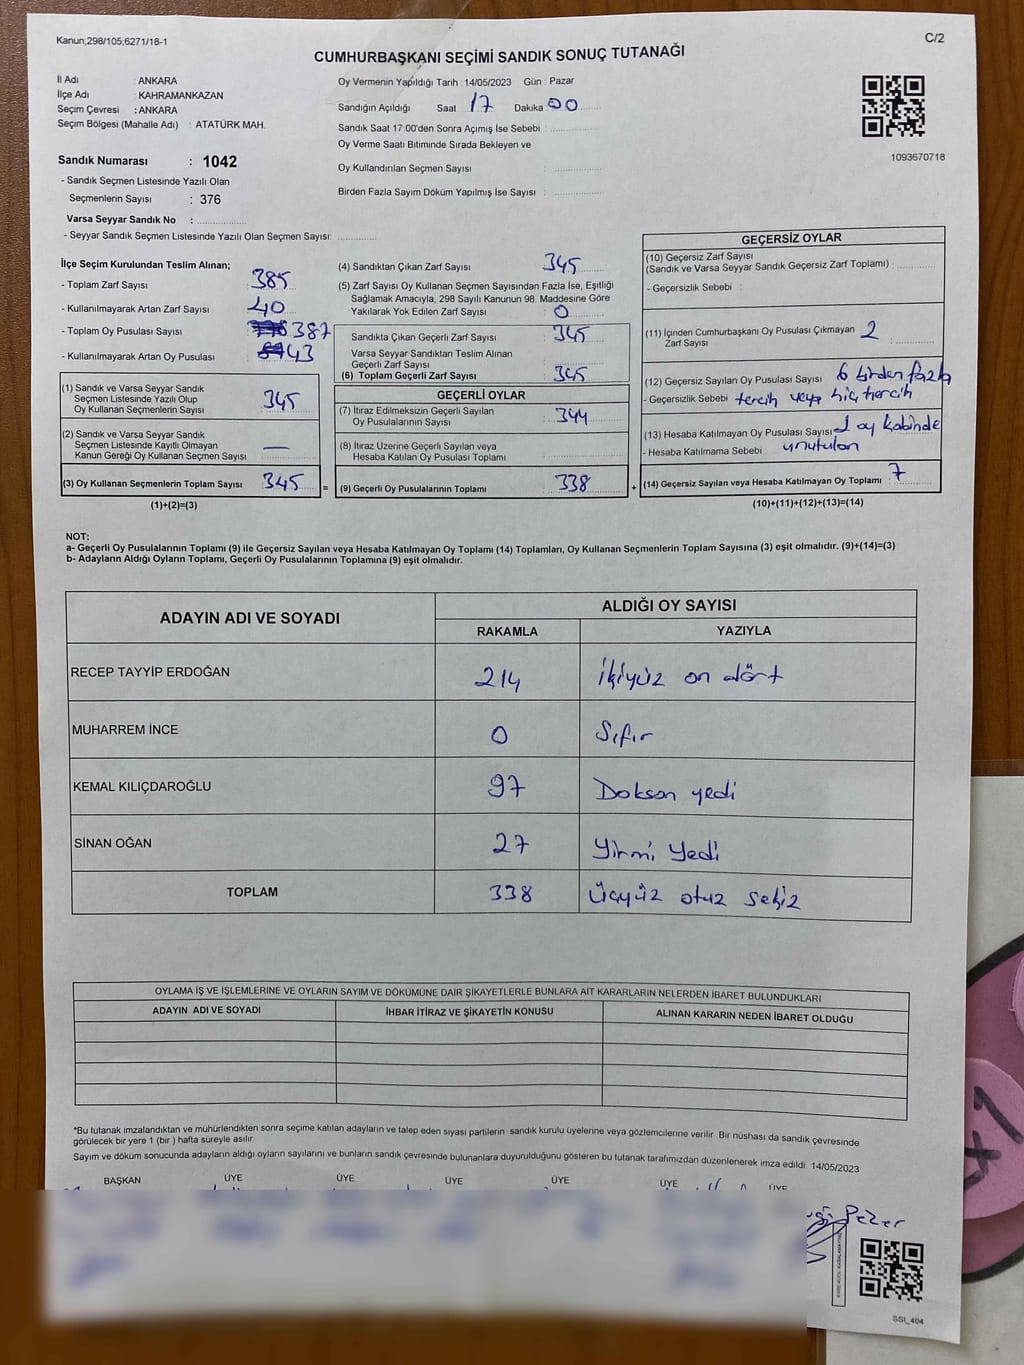 Kanun;298/105;6271/18-1
C/2
CUMHURBAŞKANI SEÇİMİ SANDIK SONUÇ TUTANAĞI
İl Adı : ANKARA
İlçe Adı : KAHRAMANKAZAN
Seçim Çevresi : ANKARA
Seçim Bölgesi (Mahalle Adı) : ATATÜRK MAH.
Sandık Numarası : 1042
- Sandık Seçmen Listesinde Yazılı Olan
Seçmenlerin Sayısı : 376
Varsa Seyyar Sandık No :
- Seyyar Sandık Seçmen Listesinde Yazılı Olan Seçmen Sayısı:
Oy Vermenin Yapıldığı Tarih : 14/05/2023 Gün : Pazar
Sandığın Açıldığı Saat 17 Dakika 00
Sandık Saat 17:00'den Sonra Açımış İse Sebebi :
Oy Verme Saati Bitiminde Sırada Bekleyen ve
Oy Kullandırılan Seçmen Sayısı :
Birden Fazla Sayım Döküm Yapılmış İse Sayısı :
1093670718
İlçe Seçim Kurulundan Teslim Alınan;
- Toplam Zarf Sayısı 385
- Kullanılmayarak Artan Zarf Sayısı 40
- Toplam Oy Pusulası Sayısı 387
- Kullanılmayarak Artan Oy Pusulası 43
(1) Sandık ve Varsa Seyyar Sandık
Seçmen Listesinde Yazılı Olup
Oy Kullanan Seçmenlerin Sayısı 345
(2) Sandık ve Varsa Seyyar Sandık
Seçmen Listesinde Kayıtlı Olmayan
Kanun Gereği Oy Kullanan Seçmen Sayısı —
(3) Oy Kullanan Seçmenlerin Toplam Sayısı 345 =
(1)+(2)=(3)
(4) Sandıktan Çıkan Zarf Sayısı 345
(5) Zarf Sayısı Oy Kullanan Seçmen Sayısından Fazla İse, Eşitliği
Sağlamak Amacıyla, 298 Sayılı Kanunun 98. Maddesine Göre
Yakılarak Yok Edilen Zarf Sayısı : 0
Sandıkta Çıkan Geçerli Zarf Sayısı 345
Varsa Seyyar Sandıktan Teslim Alınan
Geçerli Zarf Sayısı
(6) Toplam Geçerli Zarf Sayısı 345
GEÇERLİ OYLAR
(7) İtiraz Edilmeksizin Geçerli Sayılan
Oy Pusulalarının Sayısı 344
(8) İtiraz Üzerine Geçerli Sayılan veya
Hesaba Katılan Oy Pusulası Toplamı
(9) Geçerli Oy Pusulalarının Toplamı 338 +
GEÇERSİZ OYLAR
(10) Geçersiz Zarf Sayısı
(Sandık ve Varsa Seyyar Sandık Geçersiz Zarf Toplamı) :
- Geçersizlik Sebebi :
(11) İçinden Cumhurbaşkanı Oy Pusulası Çıkmayan 2
Zarf Sayısı :
(12) Geçersiz Sayılan Oy Pusulası Sayısı 6 birden fazla
- Geçersizlik Sebebi tercih veya hiç tercih
(13) Hesaba Katılmayan Oy Pusulası Sayısı 1 oy kabinde
- Hesaba Katılmama Sebebi unutulan
(14) Geçersiz Sayılan veya Hesaba Katılmayan Oy Toplamı : 7
(10)+(11)+(12)+(13)=(14)
NOT:
a- Geçerli Oy Pusulalarının Toplamı (9) ile Geçersiz Sayılan veya Hesaba Katılmayan Oy Toplamı (14) Toplamları, Oy Kullanan Seçmenlerin Toplam Sayısına (3) eşit olmalıdır. (9)+(14)=(3)
b- Adayların Aldığı Oyların Toplamı, Geçerli Oy Pusulalarının Toplamına (9) eşit olmalıdır.
ADAYIN ADI VE SOYADI
ALDIĞI OY SAYISI
RAKAMLA YAZIYLA
RECEP TAYYİP ERDOĞAN 214 İkiyüz on dört
MUHARREM İNCE 0 Sıfır
KEMAL KILIÇDAROĞLU 97 Doksan yedi
SİNAN OĞAN 27 Yirmi Yedi
TOPLAM 338 Üçyüz otuz sekiz
OYLAMA İŞ VE İŞLEMLERİNE VE OYLARIN SAYIM VE DÖKÜMÜNE DAİR ŞİKAYETLERLE BUNLARA AİT KARARLARIN NELERDEN İBARET BULUNDUKLARI
ADAYIN ADI VE SOYADI İHBAR İTİRAZ VE ŞİKAYETİN KONUSU ALINAN KARARIN NEDEN İBARET OLDUĞU
*Bu tutanak imzalandıktan ve mühürlendikten sonra seçime katılan adayların ve talep eden siyasi partilerin sandık kurulu üyelerine veya gözlemcilerine verilir. Bir nüshası da sandık çevresinde
görülecek bir yere 1 (bir) hafta süreyle asılır.
Sayım ve döküm sonucunda adayların aldığı oyların sayılarını ve bunların sandık çevresinde bulunanlara duyurulduğunu gösteren bu tutanak tarafımızdan düzenlenerek imza edildi. 14/05/2023
BAŞKAN ÜYE ÜYE ÜYE ÜYE ÜYE ÜYE
SSI_404